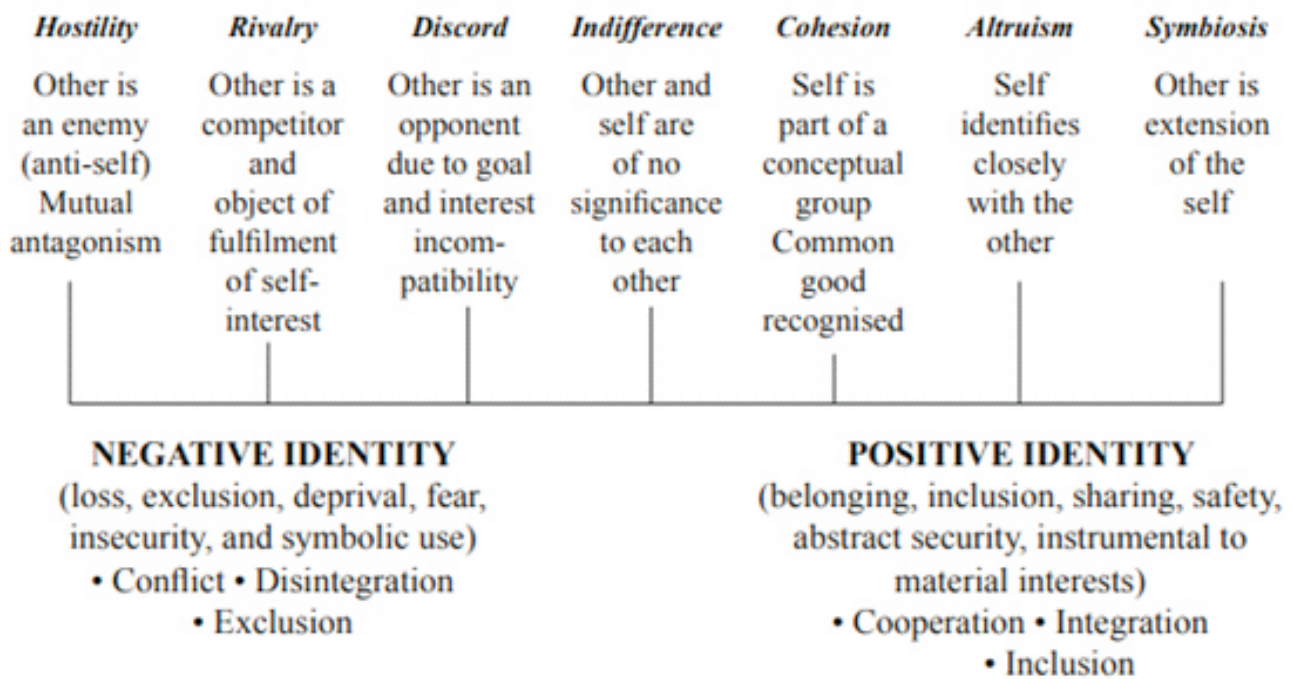 Hostility
Other is
an enemy
(anti-self)
Mutual
antagonism
Rivalry
Other is a
competitor
and
object of
fulfilment
of self-
interest
Discord
Other is an
opponent
due to goal
and interest
incom-
patibility
Indifference
Other and
self are
of no
significance
to each
other
Cohesion
Self is
part of a
conceptual
group
Common
good
recognised
Altruism
Self
identifies
closely
with the
other
Symbiosis
Other is
extension
of the
self
NEGATIVE IDENTITY
(loss, exclusion, deprival, fear,
insecurity, and symbolic use)
• Conflict • Disintegration
• Exclusion
POSITIVE IDENTITY
(belonging, inclusion, sharing, safety,
abstract security, instrumental to
material interests)
• Cooperation • Integration
• Inclusion